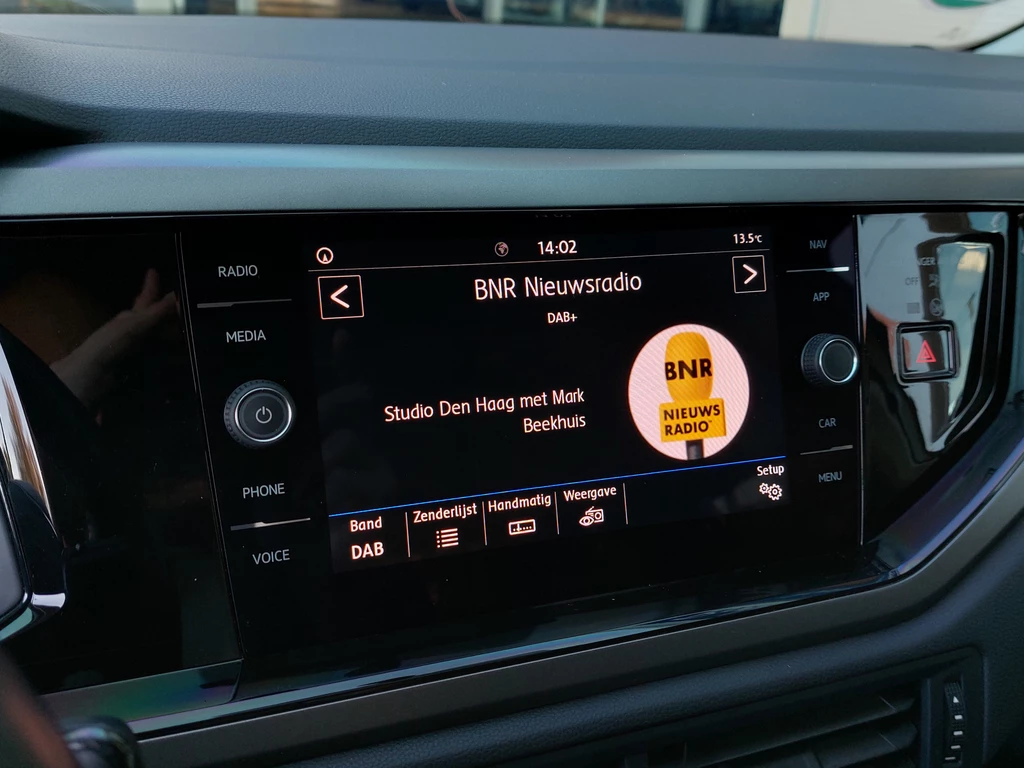 RADIO
MEDIA
PHONE
VOICE
14:02
13.5°C
BNR Nieuwsradio
DAB+
Studio Den Haag met Mark
Beekhuis
BNR
NIEUWS
RADIO
Band
DAB
Zenderlijst
Handmatig
Weergave
Setup
NAV
APP
CAR
MENU
OFF